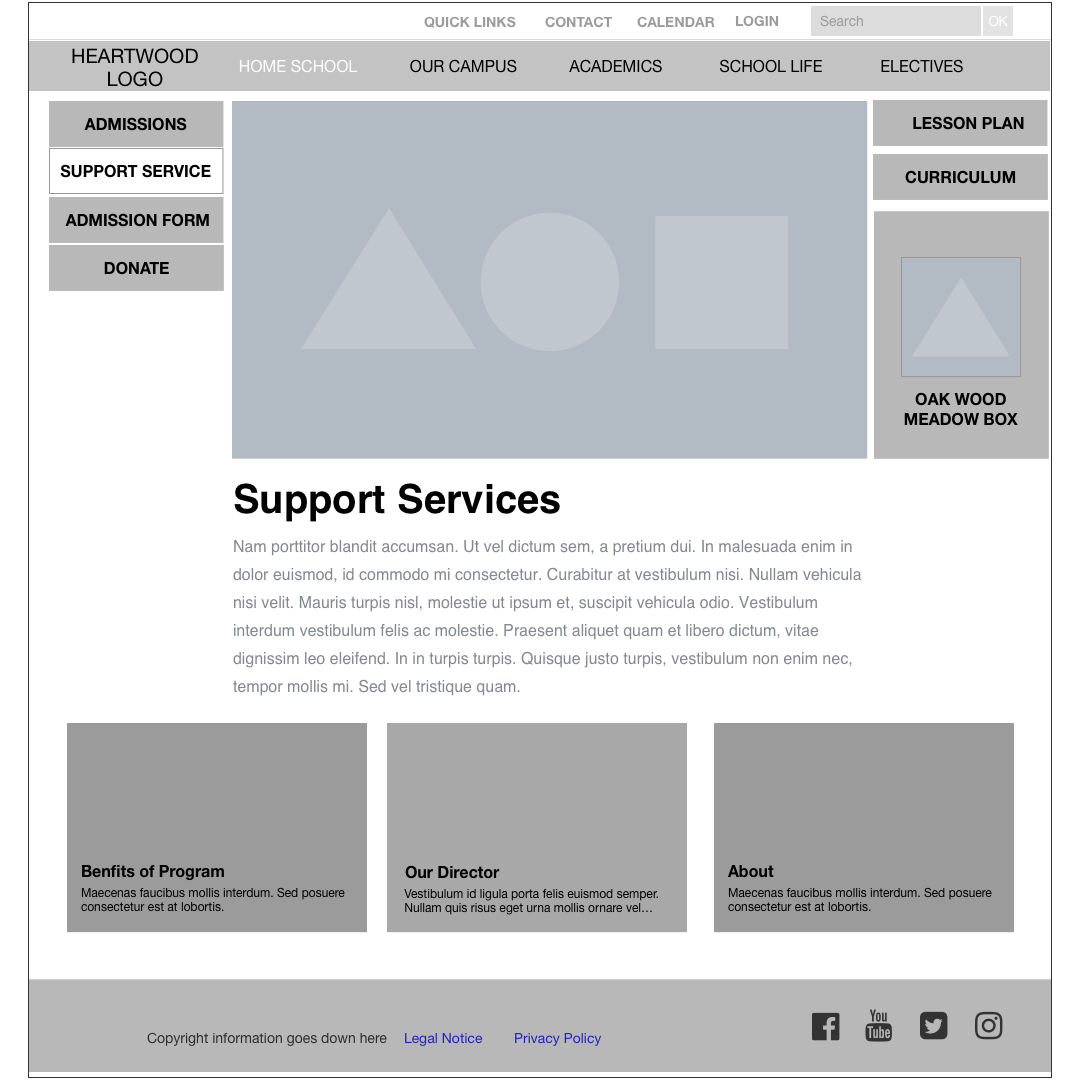 QUICK LINKS CONTACT CALENDAR LOGIN Search OK
HEARTWOOD
LOGO
HOME SCHOOL OUR CAMPUS ACADEMICS SCHOOL LIFE ELECTIVES
ADMISSIONS
SUPPORT SERVICE
ADMISSION FORM
DONATE
LESSON PLAN
CURRICULUM
OAK WOOD
MEADOW BOX
Support Services
Nam porttitor blandit accumsan. Ut vel dictum sem, a pretium dui. In malesuada enim in
dolor euismod, id commodo mi consectetur. Curabitur at vestibulum nisi. Nullam vehicula
nisi velit. Mauris turpis nisl, molestie ut ipsum et, suscipit vehicula odio. Vestibulum
interdum vestibulum felis ac molestie. Praesent aliquet quam et libero dictum, vitae
dignissim leo eleifend. In in turpis turpis. Quisque justo turpis, vestibulum non enim nec,
tempor mollis mi. Sed vel tristique quam.
Benfits of Program
Maecenas faucibus mollis interdum. Sed posuere
consectetur est at lobortis.
Our Director
Vestibulum id ligula porta felis euismod semper.
Nullam quis risus eget urna mollis ornare vel…
About
Maecenas faucibus mollis interdum. Sed posuere
consectetur est at lobortis.
Copyright information goes down here Legal Notice Privacy Policy
You
Tube